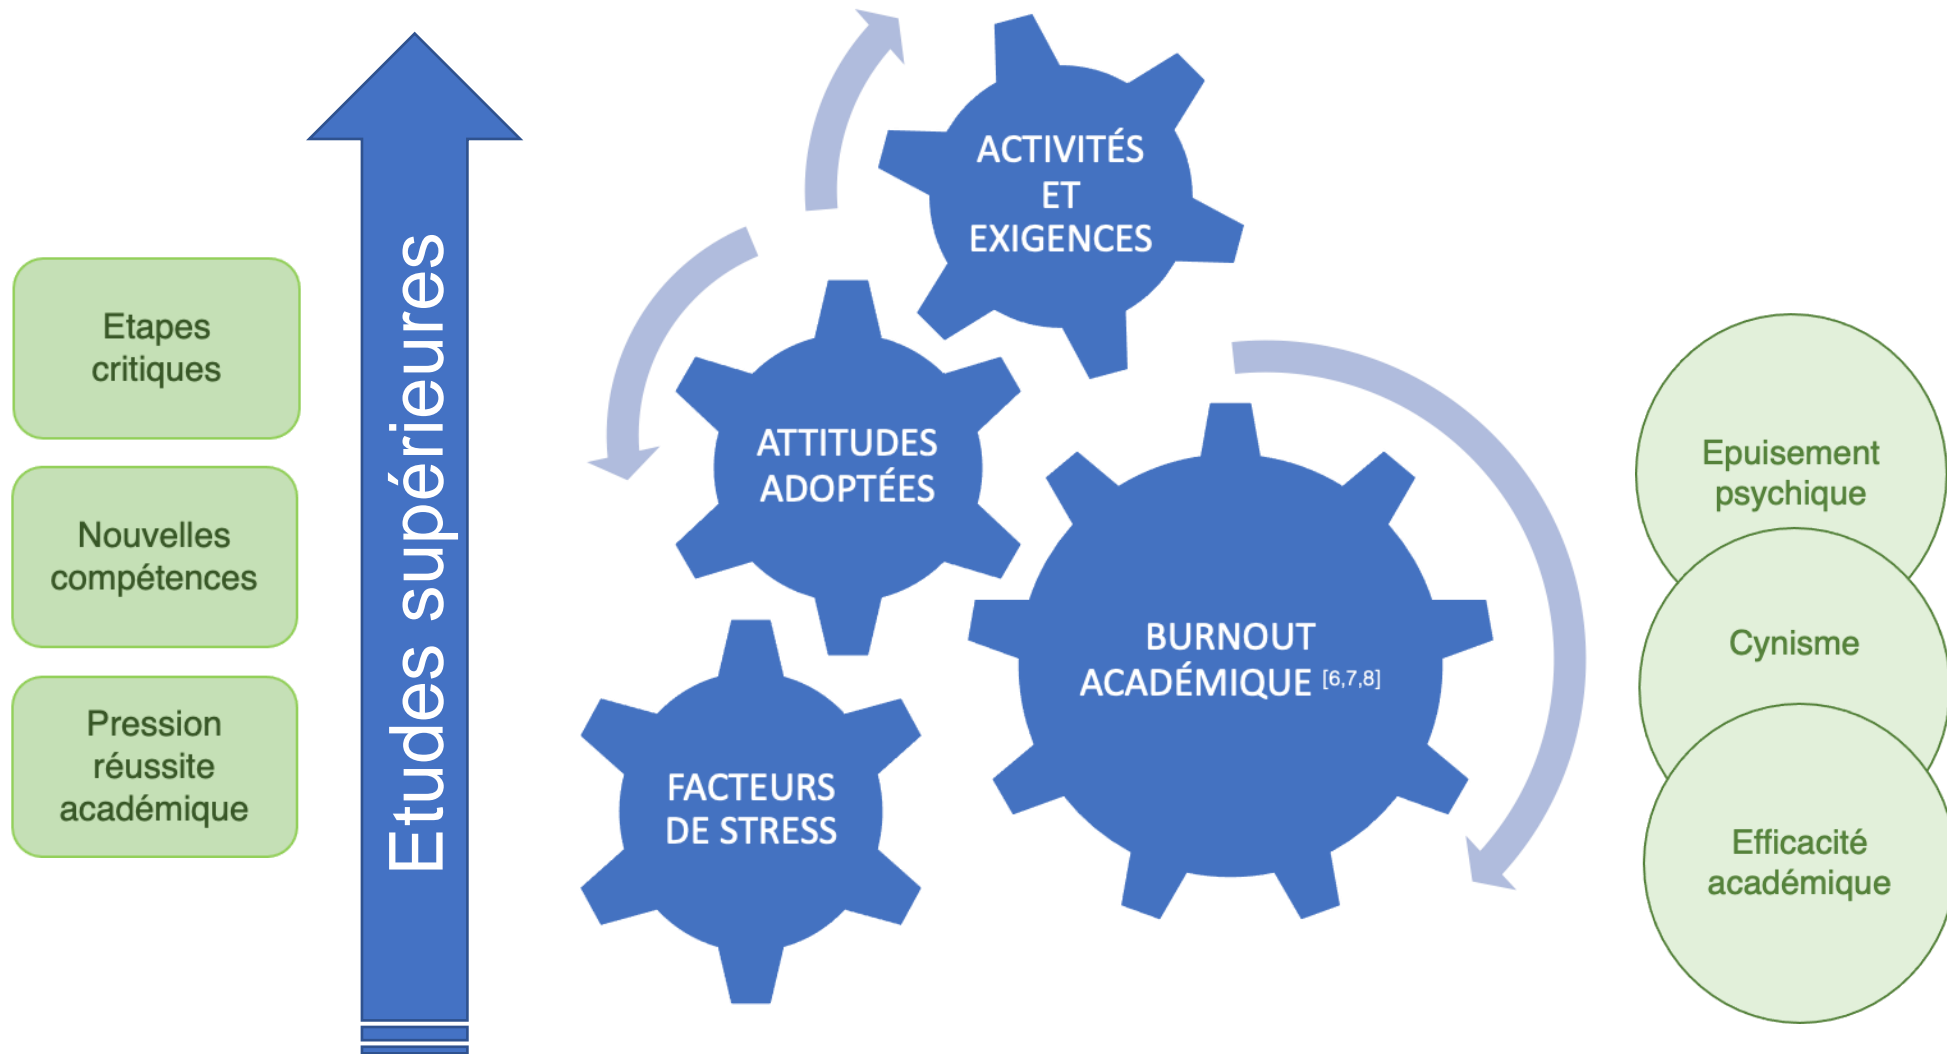 Etapes
critiques
Nouvelles
compétences
Pression
réussite
académique
Etudes supérieures
ACTIVITÉS
ET
EXIGENCES
ATTITUDES
ADOPTÉES
FACTEURS
DE STRESS
BURNOUT
ACADÉMIQUE [6,7,8]
Epuisement
psychique
Cynisme
Efficacité
académique